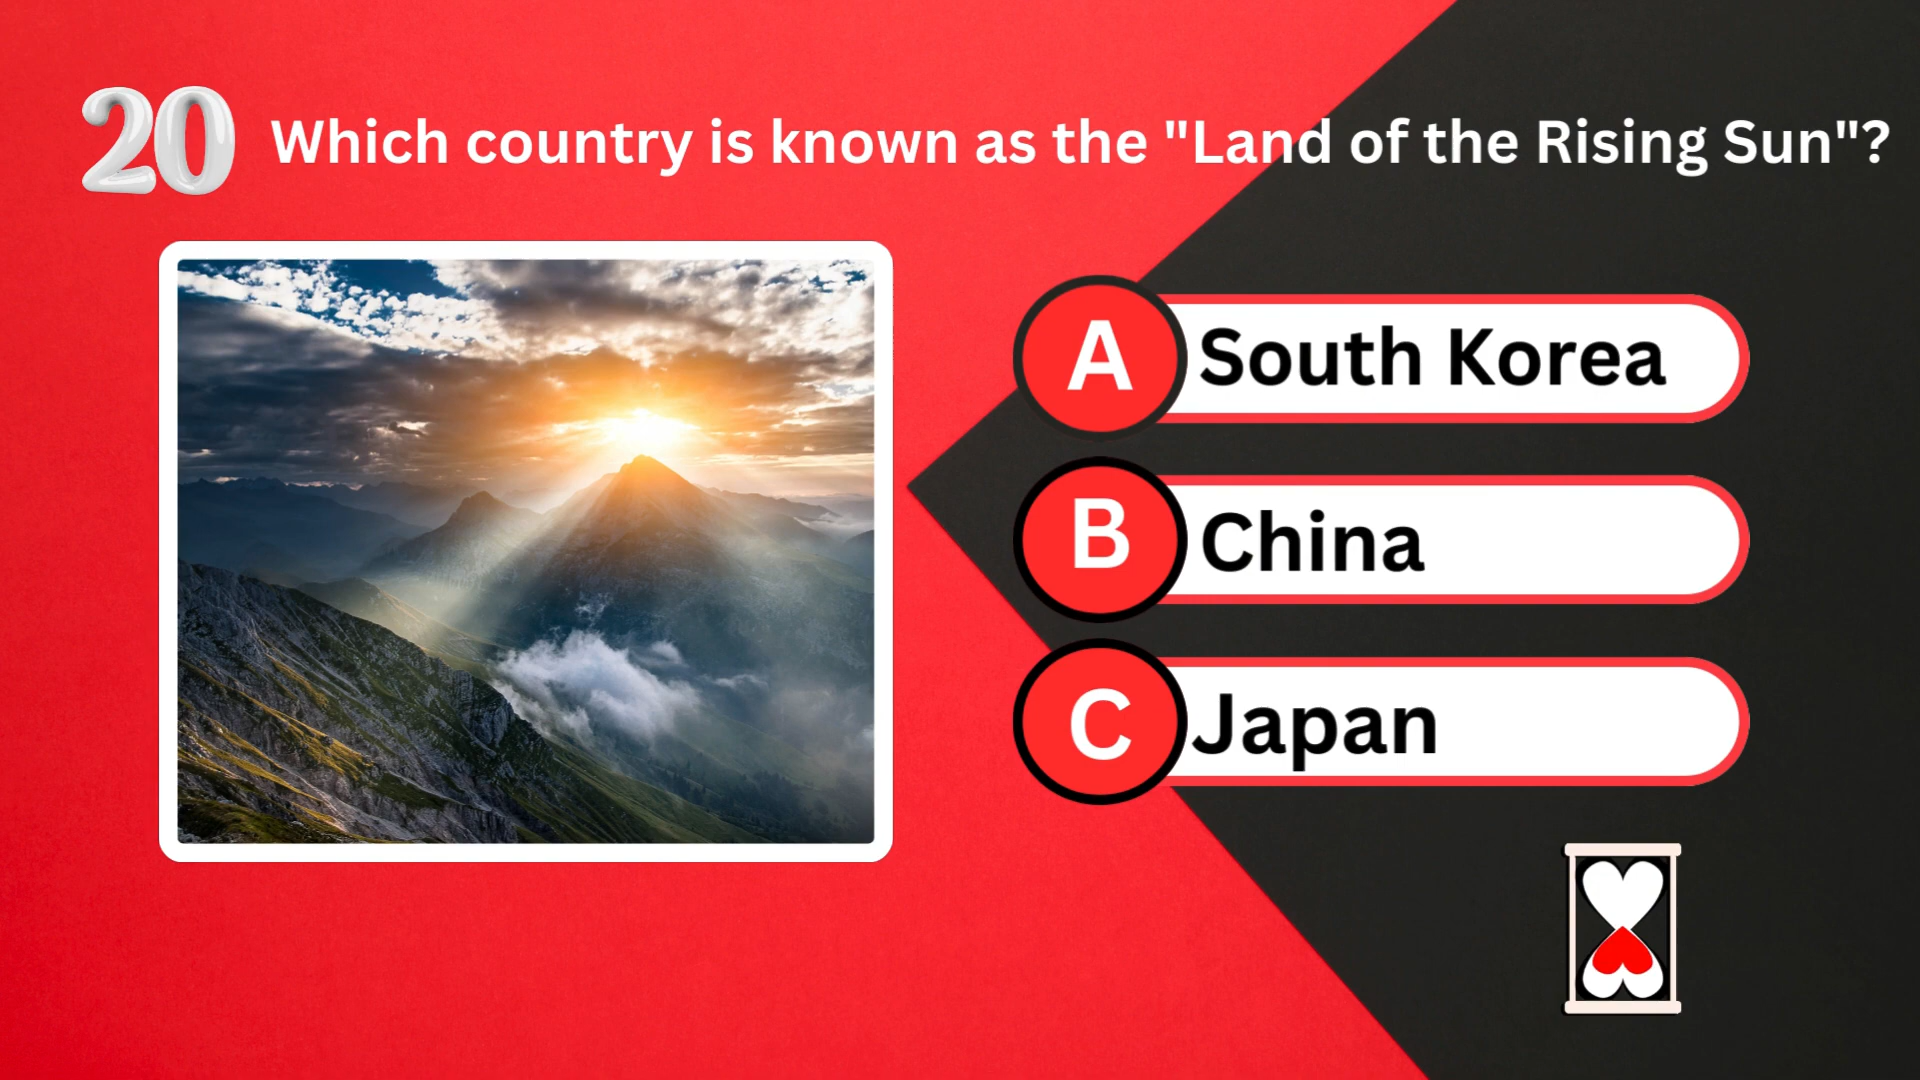 20 Which country is known as the "Land of the Rising Sun"?
A South Korea
B China
C Japan